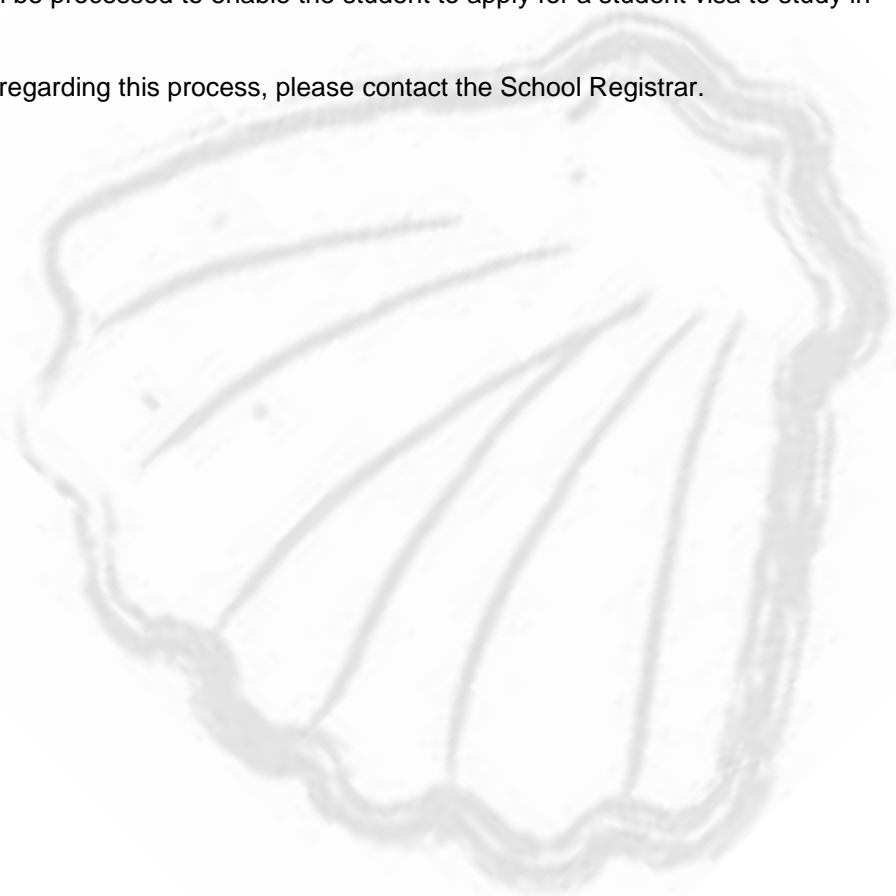 be processed to enable the student to apply for a student visa to study in
regarding this process, please contact the School Registrar.